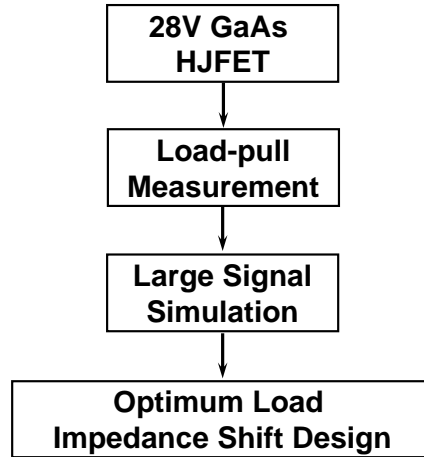 28V GaAs
HJFET
Load-pull
Measurement
Large Signal
Simulation
Optimum Load
Impedance Shift Design